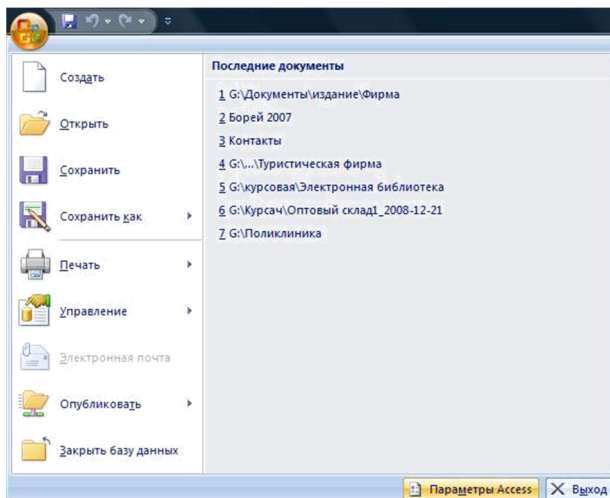 Создать
Открыть
Сохранить
Сохранить как
Печать
Управление
Электронная почта
Опубликовать
Закрыть базу данных
Последние документы
1 G:\Документы\издание\Фирма
2 Борей 2007
3 Контакты
4 G:\...\Туристическая фирма
5 G:\курсовая\Электронная библиотека
6 G:\Курсач\Оптовый склад1_2008-12-21
7 G:\Поликлиника
Параметры Access
Выход